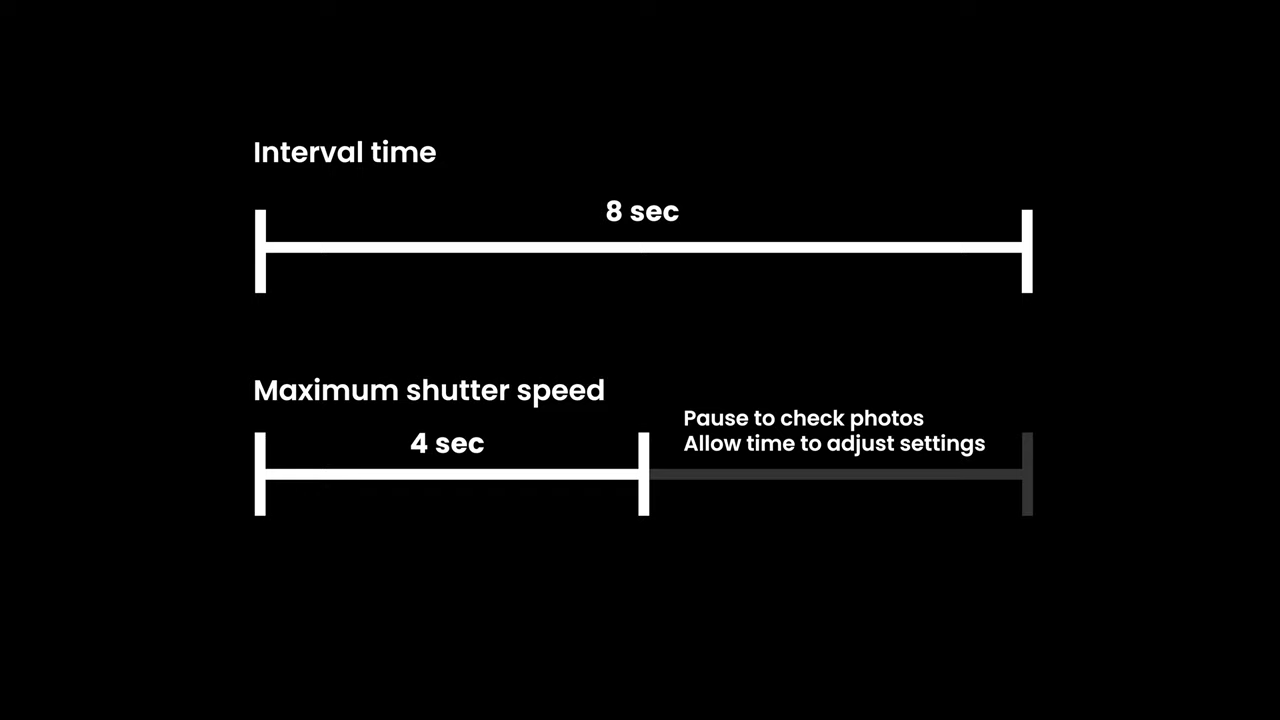 Interval time
8 sec
Maximum shutter speed
4 sec
Pause to check photos
Allow time to adjust settings